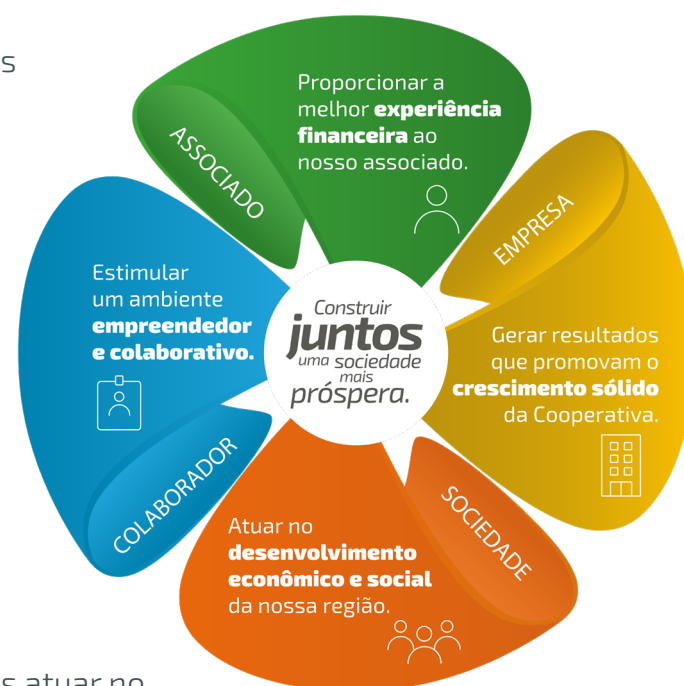 s
Proporcionar a
melhor experiência
financeira ao
nosso associado.
ASSOCIADO
EMPRESA
Estimular
um ambiente
empreendedor
e colaborativo.
Construir
juntos
uma sociedade
mais
próspera.
Gerar resultados
que promovam o
crescimento sólido
da Cooperativa.
COLABORADOR
SOCIEDADE
Atuar no
desenvolvimento
econômico e social
da nossa região.
s atuar no